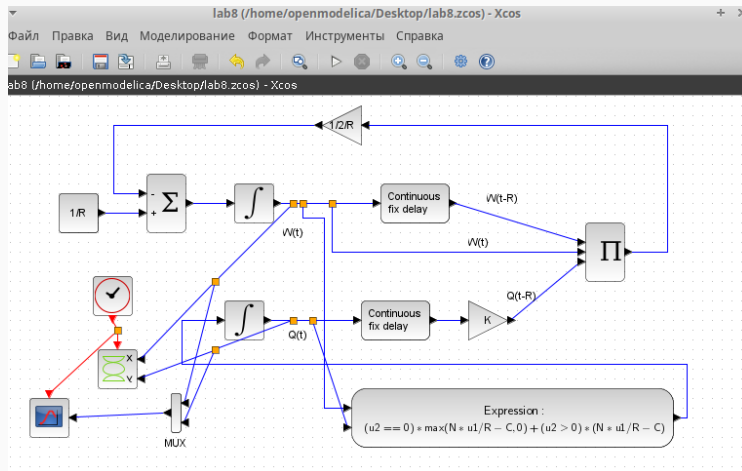 lab8 (/home/openmodelica/Desktop/lab8.zcos) - Xcos
Файл Правка Вид Моделирование Формат Инструменты Справка
ab8 (/home/openmodelica/Desktop/lab8.zcos) - Xcos
1/2/R
-
+
Σ
1/R
∫
Continuous
fix delay
W(t-R)
W(t)
W(t)
Π
Q(t-R)
∫
Q(t)
Continuous
fix delay
K
X
Y
MUX
Expression :
(u2 == 0) * max(N * u1/R − C, 0) + (u2 > 0) * (N * u1/R − C)